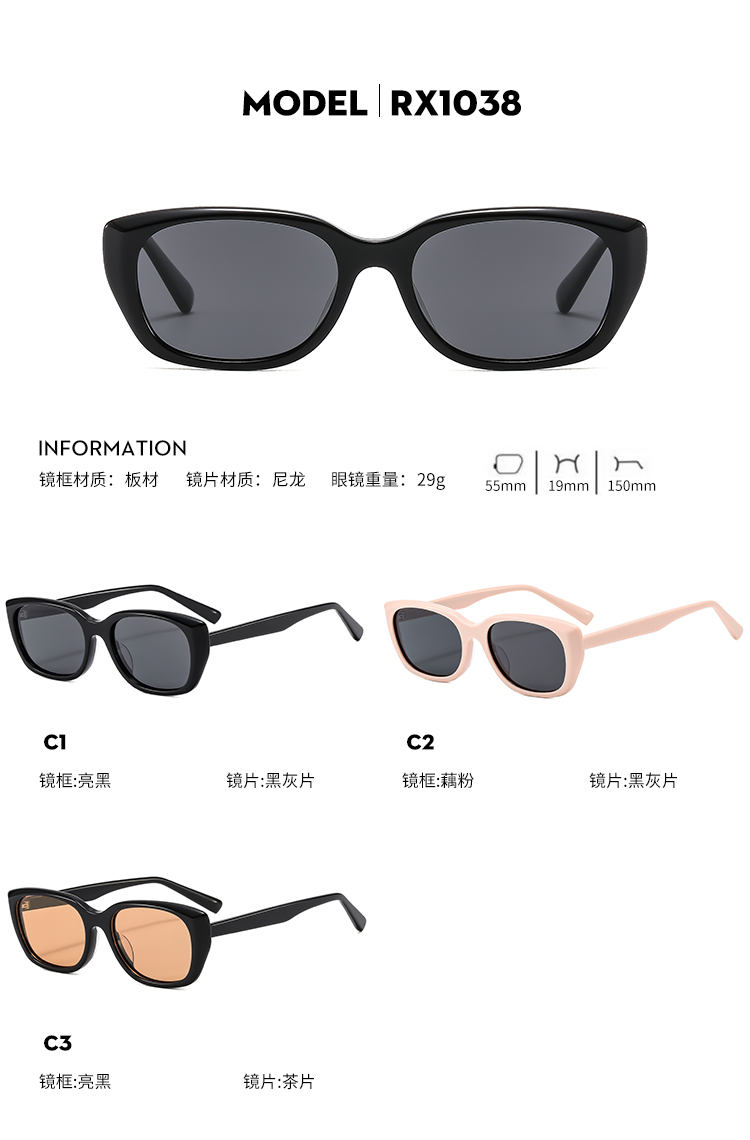 MODEL RX1038
INFORMATION
镜框材质：板材 镜片材质：尼龙 眼镜重量：29g
55mm 19mm 150mm
C1
镜框:亮黑 镜片:黑灰片
C2
镜框:藕粉 镜片:黑灰片
C3
镜框:亮黑 镜片:茶片